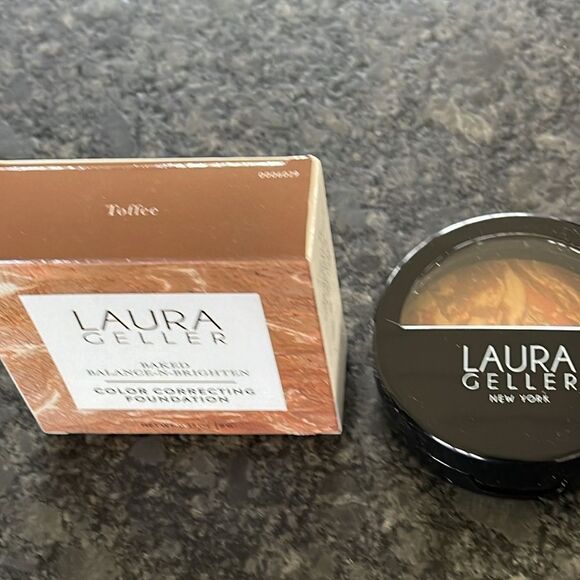 Toffee
LAURA
GELLER
BAKED
BALANCE-N-BRIGHTEN
COLOR CORRECTING
FOUNDATION
LAURA
GELLER
NEW YORK